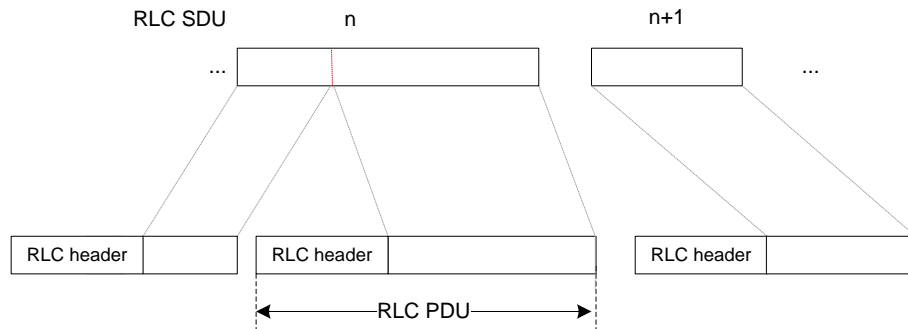 RLC SDU n n+1
... ...
RLC header RLC header RLC header
RLC PDU